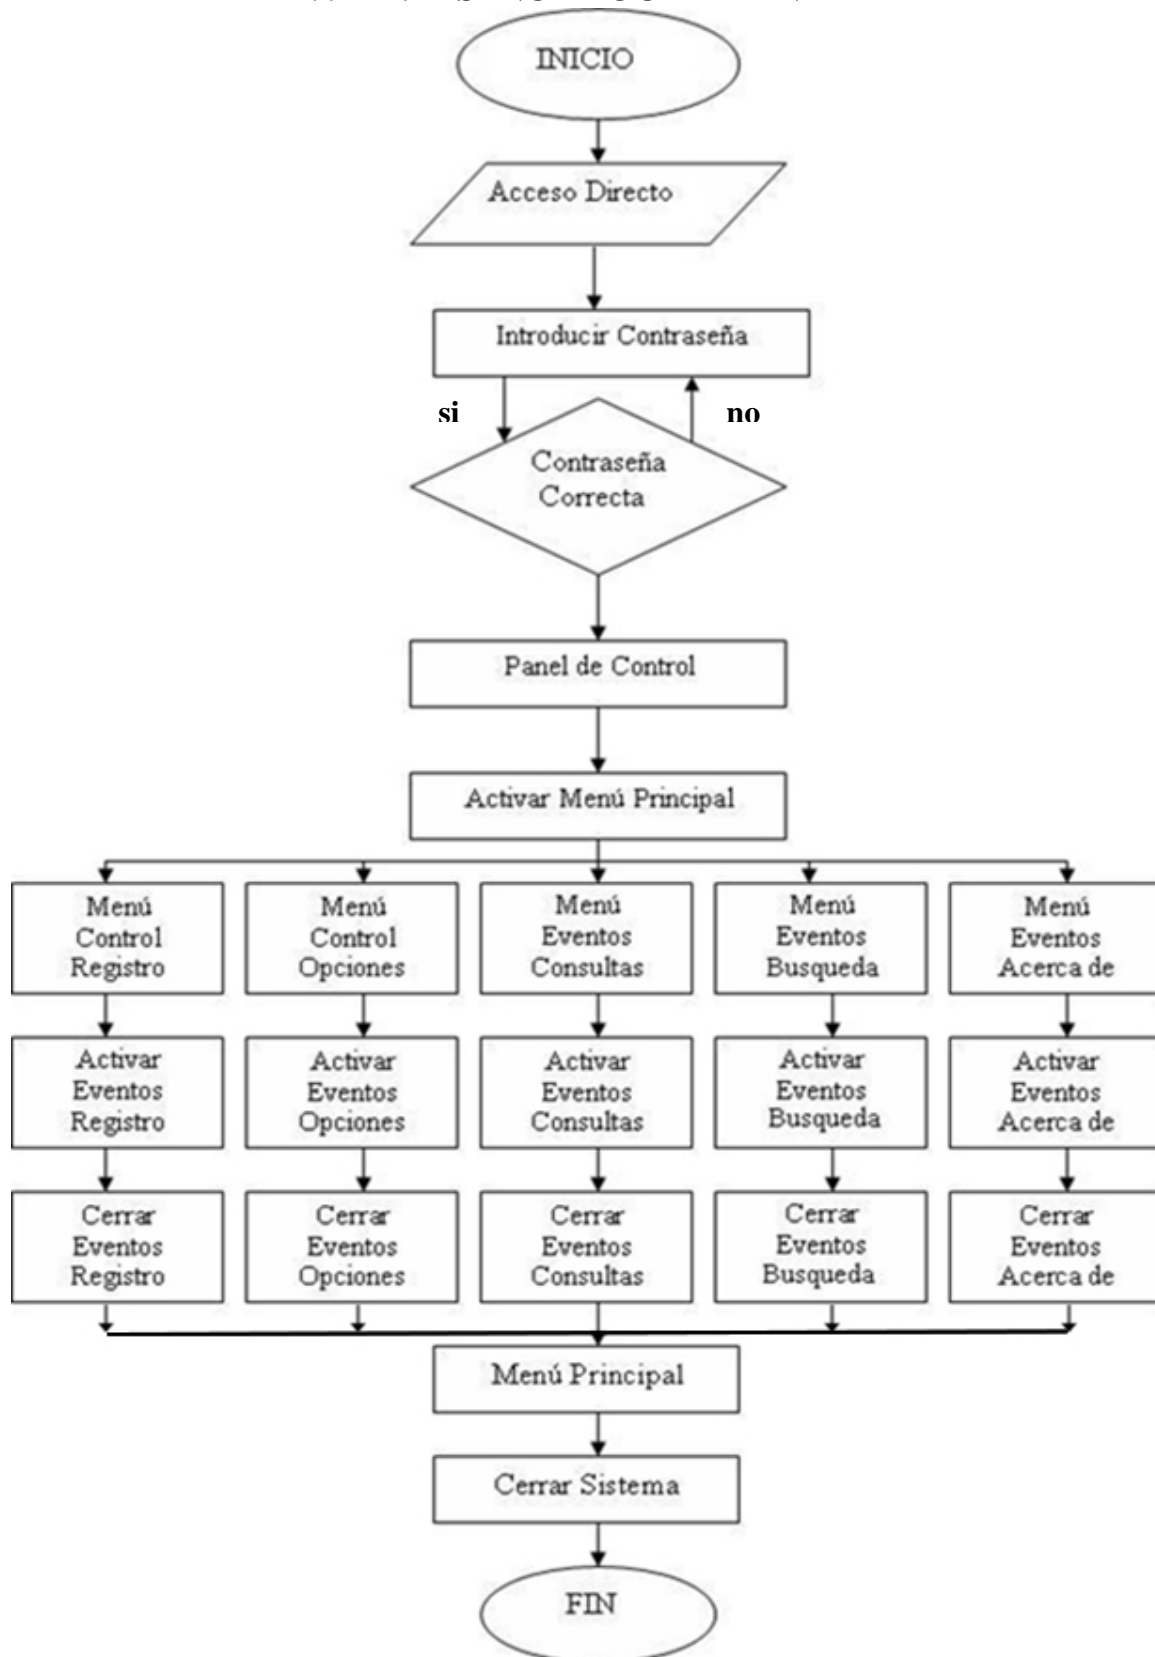 INICIO
Acceso Directo
Introducir Contraseña
si
no
Contraseña
Correcta
Panel de Control
Activar Menú Principal
Menú
Control
Registro
Menú
Control
Opciones
Menú
Eventos
Consultas
Menú
Eventos
Busqueda
Menú
Eventos
Acerca de
Activar
Eventos
Registro
Activar
Eventos
Opciones
Activar
Eventos
Consultas
Activar
Eventos
Busqueda
Activar
Eventos
Acerca de
Cerrar
Eventos
Registro
Cerrar
Eventos
Opciones
Cerrar
Eventos
Consultas
Cerrar
Eventos
Busqueda
Cerrar
Eventos
Acerca de
Menú Principal
Cerrar Sistema
FIN